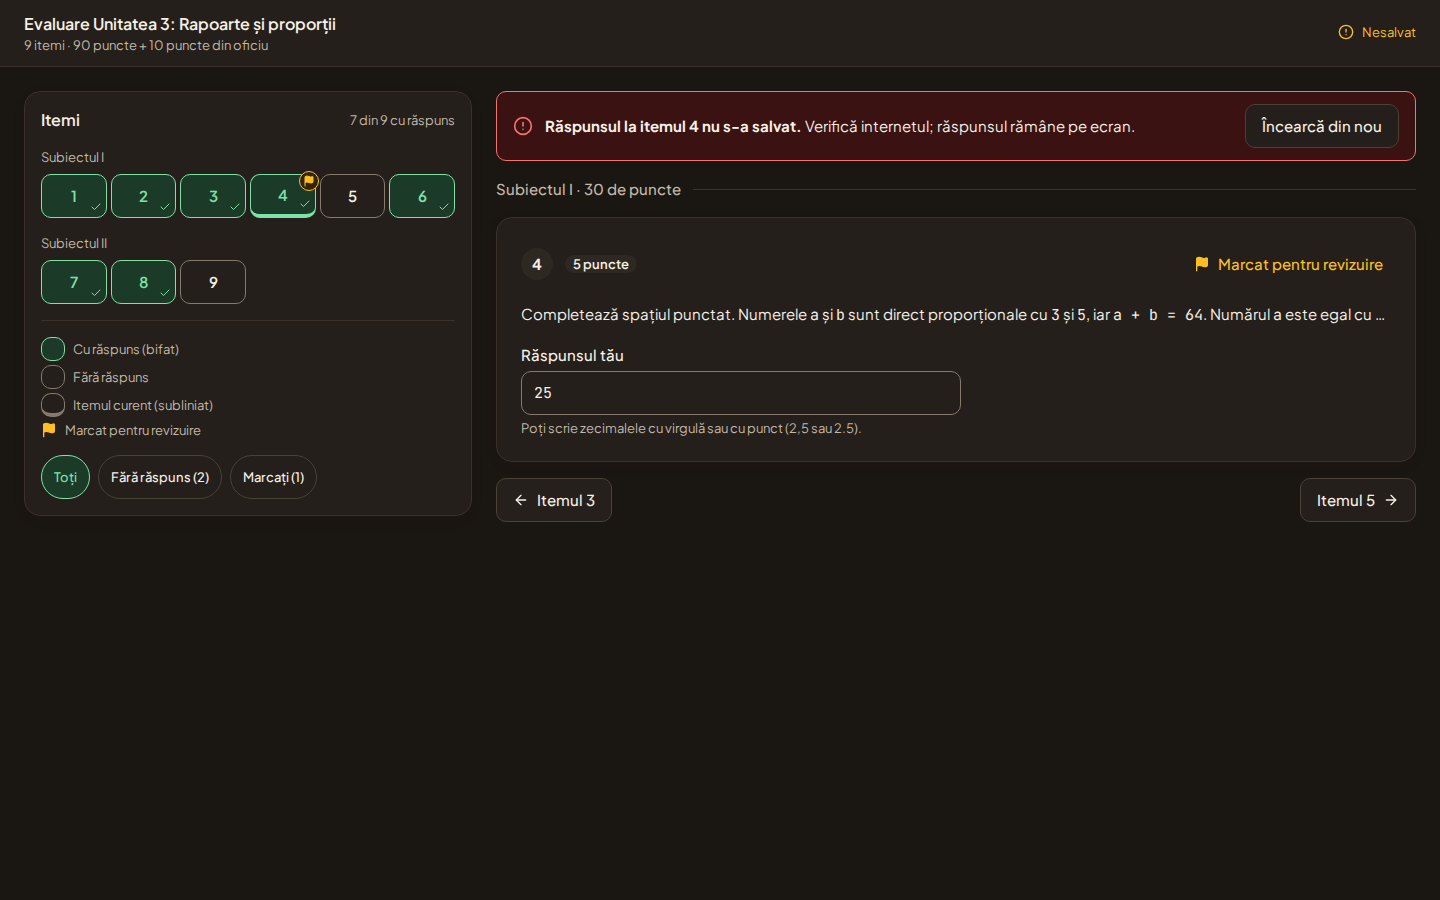 Evaluare Unitatea 3: Rapoarte și proporții
9 itemi · 90 puncte + 10 puncte din oficiu
Nesalvat
Itemi
7 din 9 cu răspuns
Subiectul I
1 2 3 4 5 6
Subiectul II
7 8 9
Cu răspuns (bifat)
Fără răspuns
Itemul curent (subliniat)
Marcat pentru revizuire
Toți
Fără răspuns (2)
Marcați (1)
Răspunsul la itemul 4 nu s-a salvat. Verifică internetul; răspunsul rămâne pe ecran.
Încearcă din nou
Subiectul I · 30 de puncte
4
5 puncte
Marcat pentru revizuire
Completează spațiul punctat. Numerele a și b sunt direct proporționale cu 3 și 5, iar a + b = 64. Numărul a este egal cu …
Răspunsul tău
25
Poți scrie zecimalele cu virgulă sau cu punct (2,5 sau 2.5).
← Itemul 3
Itemul 5 →